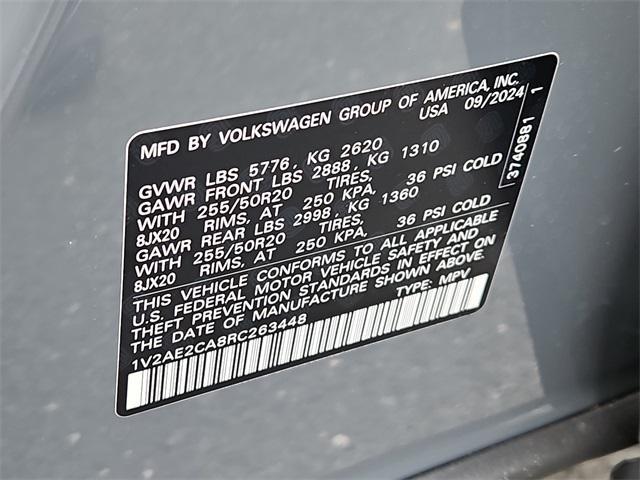 MFD BY VOLKSWAGEN GROUP OF AMERICA, INC.
USA 09/2024
GVWR LBS 5776, KG 2620
GAWR FRONT LBS 2888, KG 1310
WITH 255/50R20 TIRES, 36 PSI COLD
8JX20 RIMS, AT 250 KPA,
GAWR REAR LBS 2998, KG 1360
WITH 255/50R20 TIRES, 36 PSI COLD
8JX20 RIMS, AT 250 KPA,
THIS VEHICLE CONFORMS TO ALL APPLICABLE
U.S. FEDERAL MOTOR VEHICLE SAFETY AND
THEFT PREVENTION STANDARDS IN EFFECT ON
THE DATE OF MANUFACTURE SHOWN ABOVE.
1V2AE2CA8RC263448 TYPE: MPV
3740881 1